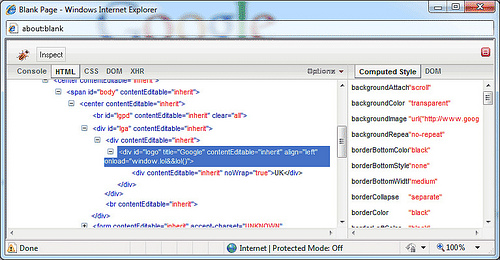 Blank Page - Windows Internet Explorer
about:blank
Google
Inspect
Console HTML CSS DOM XHR Options
Computed Style DOM
<center contentEditable="inherit">
<span id="body" contentEditable="inherit">
<center contentEditable="inherit">
<br id="lgpd" contentEditable="inherit" clear="all">
<div id="lga" contentEditable="inherit">
<div contentEditable="inherit">
<div id="logo" title="Google" contentEditable="inherit" align="left"
onload="window.lol&&lol()">
<div contentEditable="inherit" noWrap="true">UK</div>
</div>
</div>
<br contentEditable="inherit">
</div>
<form contentEditable="inherit" accept-charset="UNKNOWN"
backgroundAttach "scroll"
backgroundColor "transparent"
backgroundImage "url("http://www.goog
backgroundRepea "no-repeat"
borderBottomColor "black"
borderBottomStyle "none"
borderBottomWidt "medium"
borderCollapse "separate"
borderColor "black"
borderLeftColor "black"
Done
Internet | Protected Mode: Off
100%